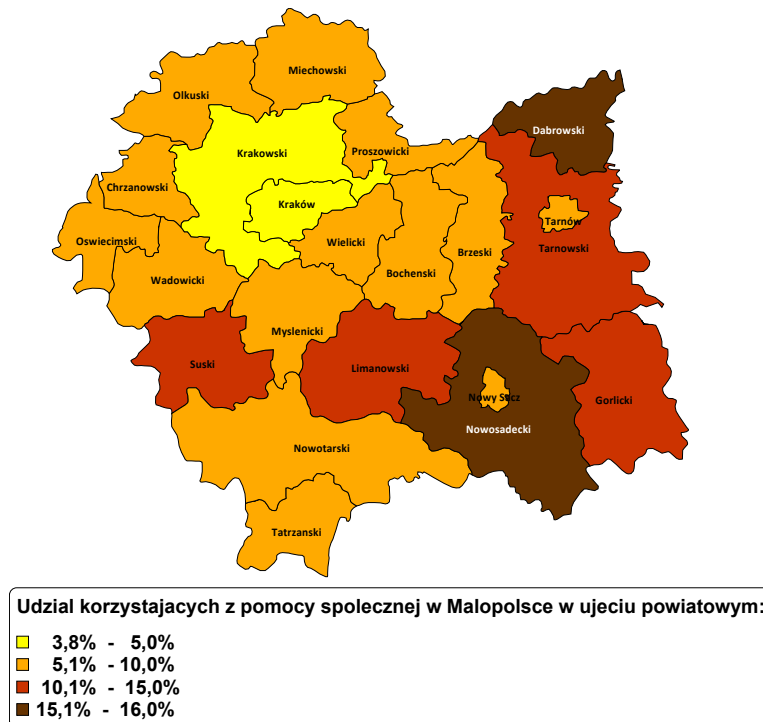 Miechowski
Olkuski
Dabrowski
Krakowski
Proszowicki
Chrzanowski
Kraków
Tarnów
Oswiecimski
Wielicki
Tarnowski
Brzeski
Bochenski
Wadowicki
Myslenicki
Suski
Limanowski
Nowy Sacz
Gorlicki
Nowosadecki
Nowotarski
Tatrzanski
Udzial korzystajacych z pomocy spolecznej w Malopolsce w ujeciu powiatowym:
3,8% - 5,0%
5,1% - 10,0%
10,1% - 15,0%
15,1% - 16,0%